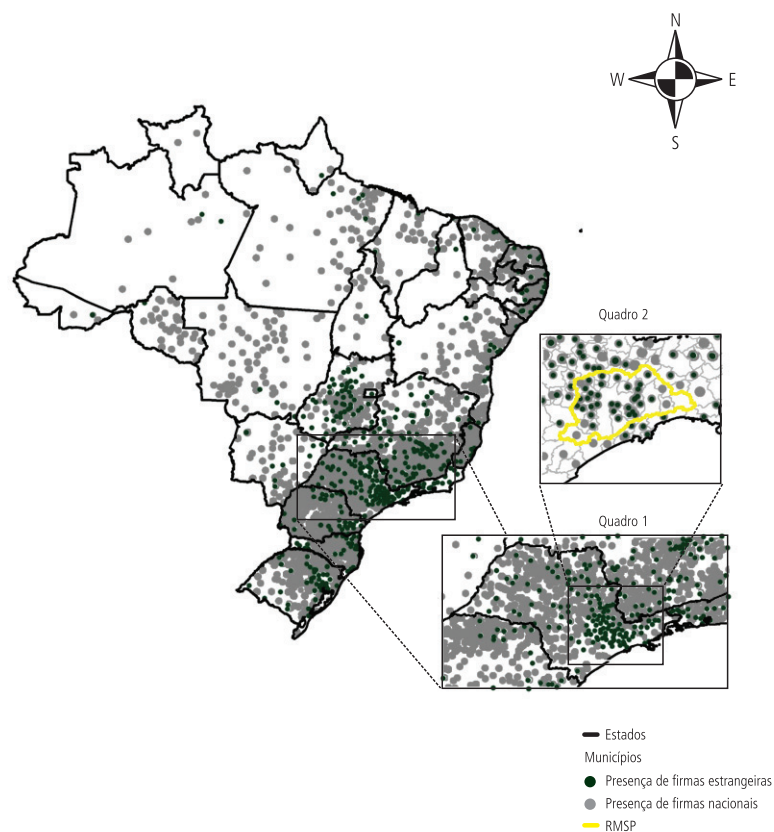 N
W E
S
Quadro 2
Quadro 1
Estados
Municípios
Presença de firmas estrangeiras
Presença de firmas nacionais
RMSP